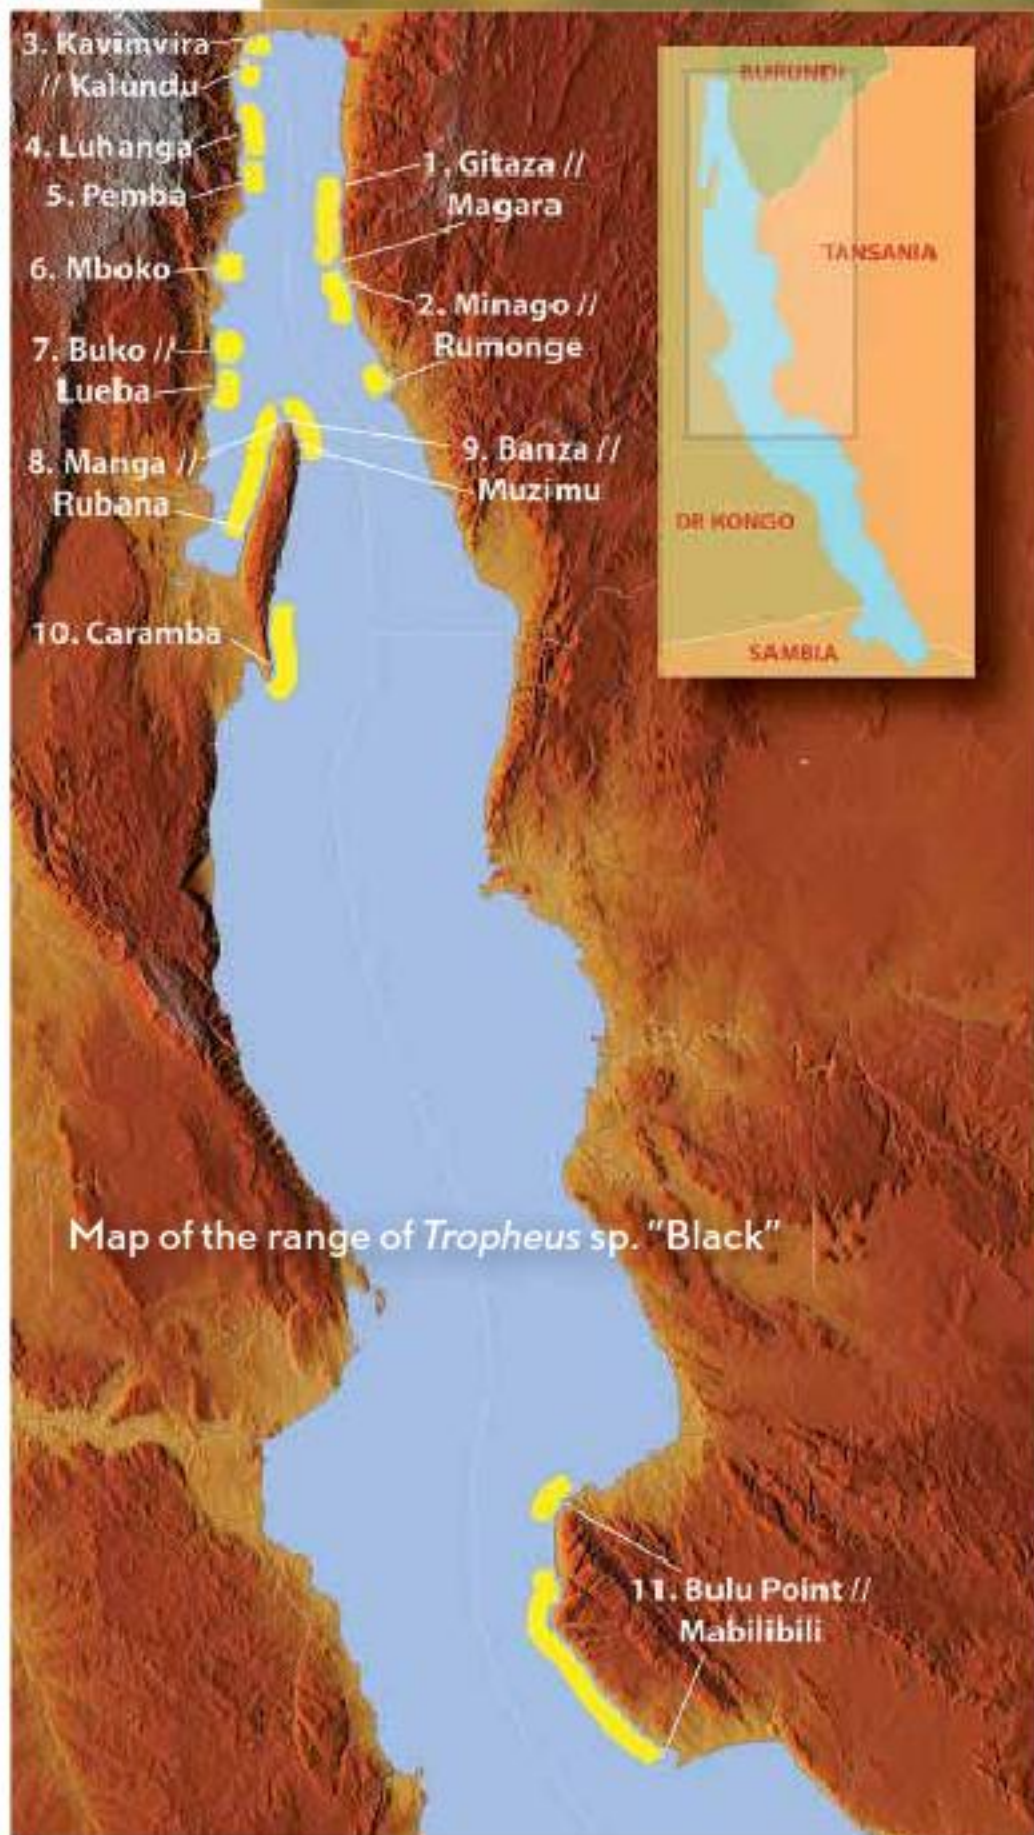 3. Kavimvira
// Kalundu
4. Luhanga
5. Pemba
6. Mboko
7. Buko //
Lueba
8. Manga //
Rubana
10. Caramba
1. Gitaza //
Magara
2. Minago //
Rumonge
9. Banza //
Muzimu
11. Bulu Point //
Mabilibili
BURUNDI
TANSANIA
DR KONGO
SAMBIA
Map of the range of Tropheus sp. "Black"